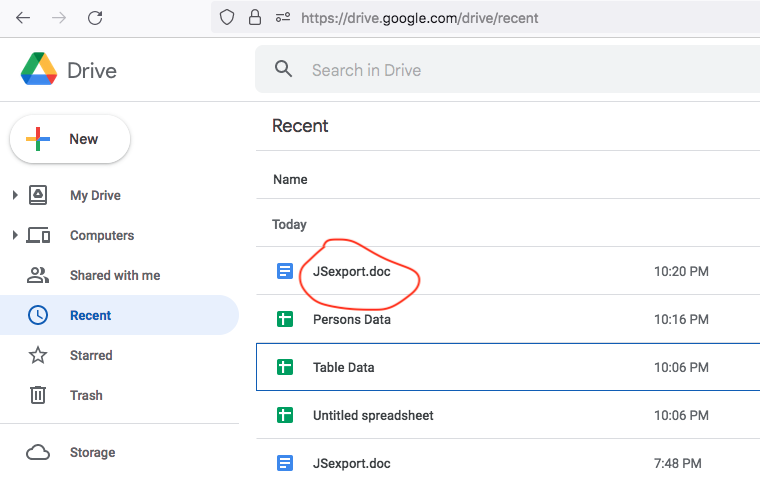 https://drive.google.com/drive/recent
Drive
Search in Drive
New
My Drive
Computers
Shared with me
Recent
Starred
Trash
Storage
Recent
Name
Today
JSexport.doc 10:20 PM
Persons Data 10:16 PM
Table Data 10:06 PM
Untitled spreadsheet 10:06 PM
JSexport.doc 7:48 PM